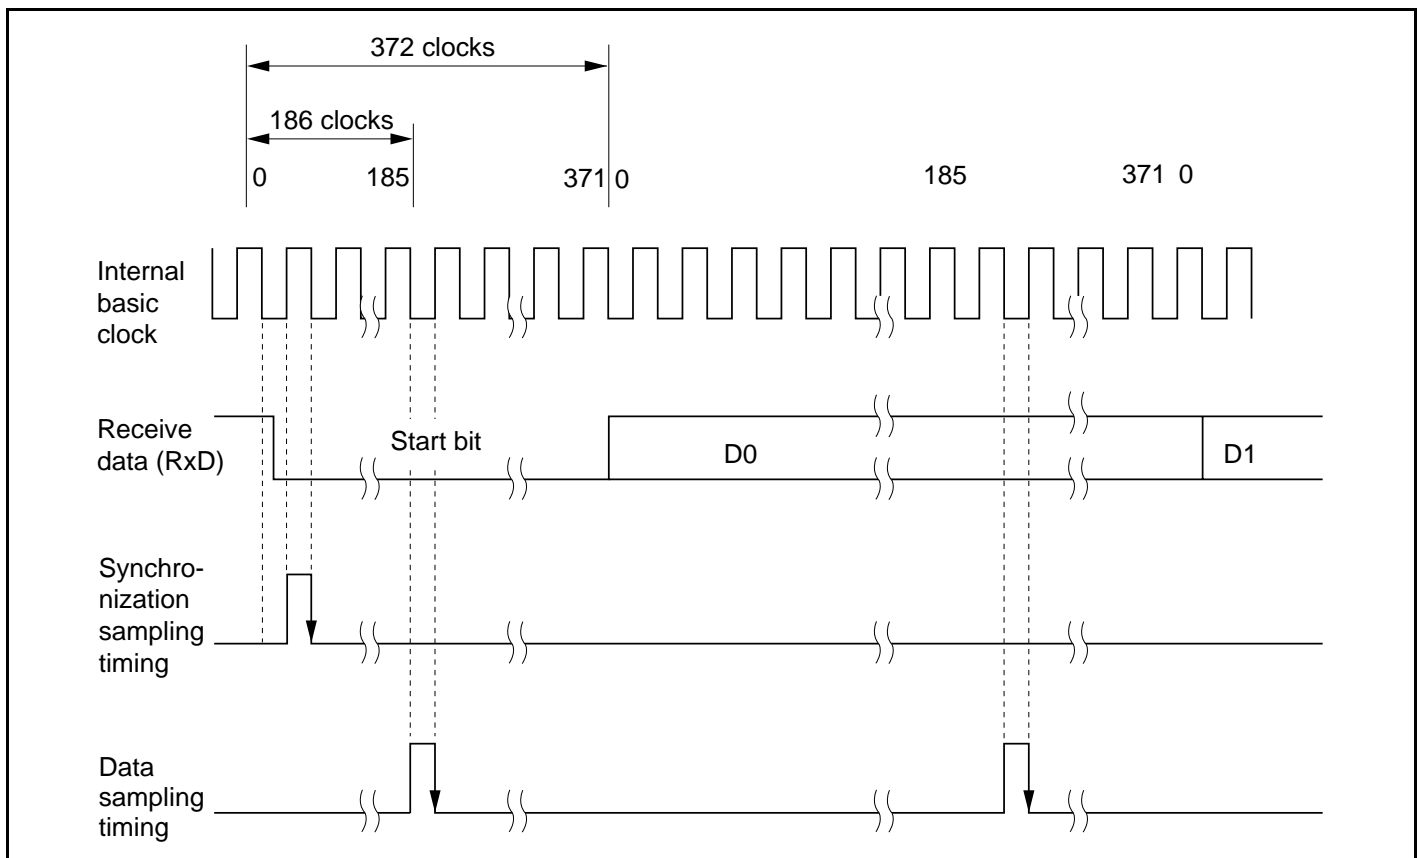 372 clocks
186 clocks
0 185 371 0 185 371 0
Internal
basic
clock
Receive
data (RxD)
Start bit
D0
D1
Synchro-
nization
sampling
timing
Data
sampling
timing